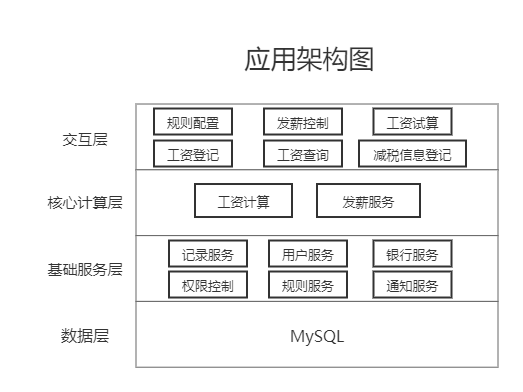 应用架构图
交互层
规则配置 发薪控制 工资试算
工资登记 工资查询 减税信息登记
核心计算层
工资计算 发薪服务
基础服务层
记录服务 用户服务 银行服务
权限控制 规则服务 通知服务
数据层
MySQL